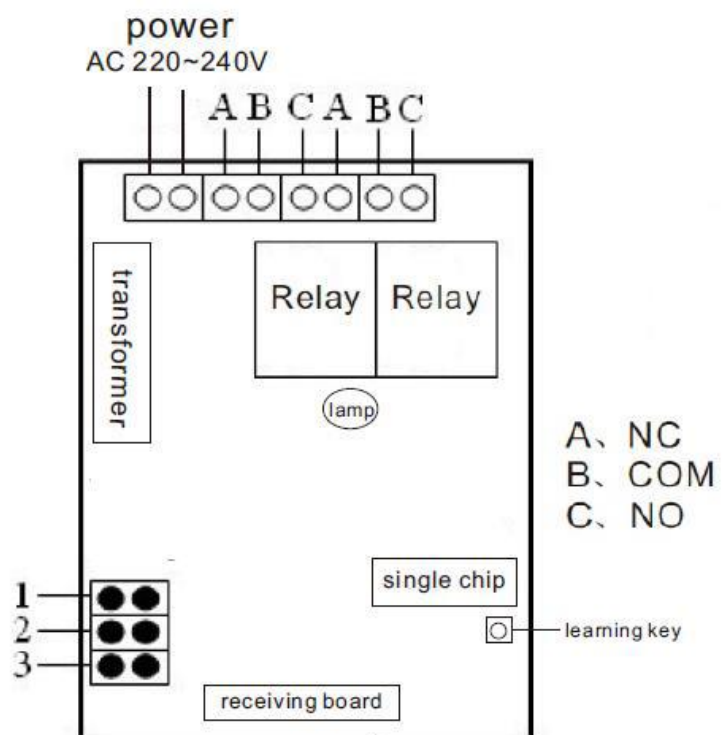 power
AC 220~240V
A B C A B C
transformer
Relay Relay
lamp
A、NC
B、COM
C、NO
single chip
1
2
3
learning key
receiving board